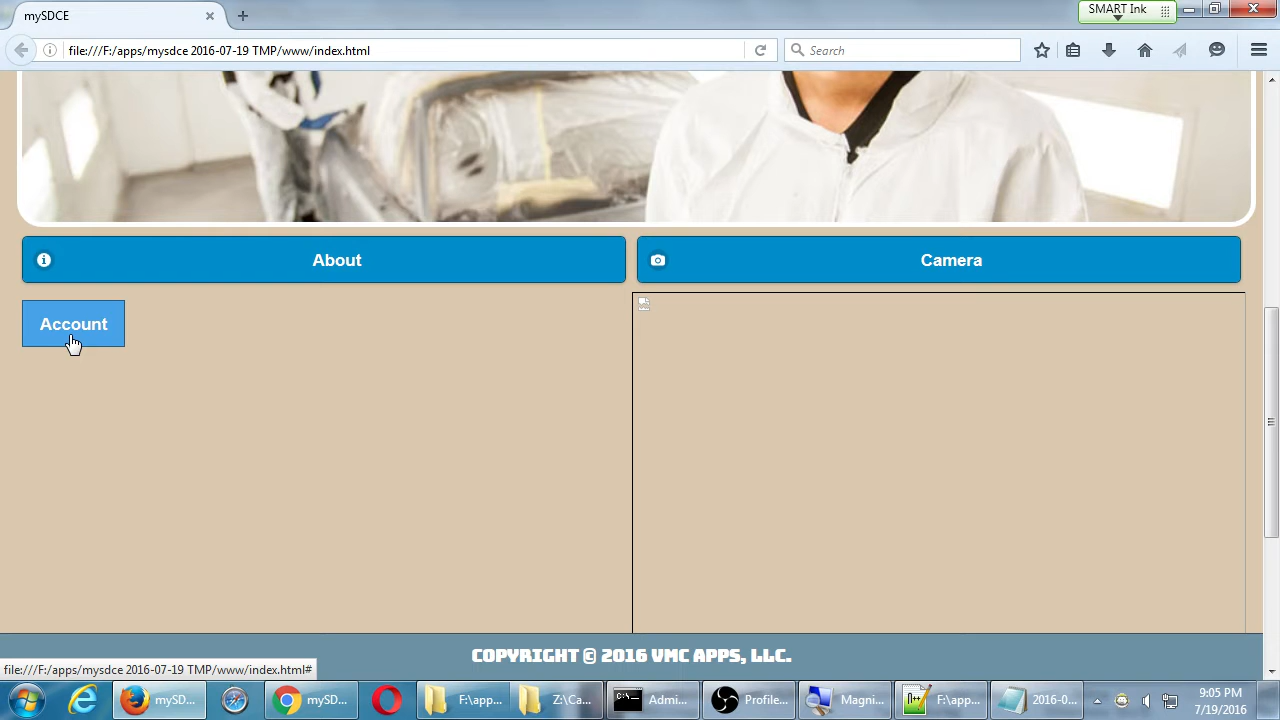 mySDCE
SMART Ink
file:///F:/apps/mysdce 2016-07-19 TMP/www/index.html
Search
About
Camera
Account
COPYRIGHT © 2016 VMC APPS, LLC.
file:///F:/apps/mysdce 2016-07-19 TMP/www/index.html#
mySD...
mySD...
F:\app...
Z:\Ca...
Admi...
Profile...
Magni...
F:\app...
2016-0...
9:05 PM
7/19/2016